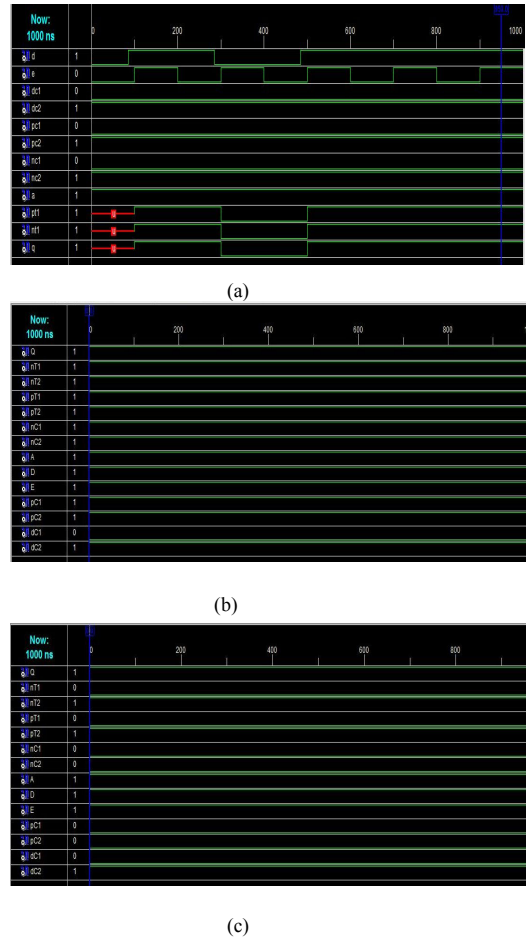 Now:
1000 ns
0 200 400 600 800 1000
d 1
e 0
dc1 0
dc2 1
pc1 0
pc2 1
nc1 0
nc2 1
a 1
pt1 1
nt1 1
q 1
(a)
Now:
1000 ns
0 200 400 600 800
Q 1
nT1 1
nT2 1
pT1 1
pT2 1
nC1 1
nC2 1
A 1
D 1
E 1
pC1 1
pC2 1
dC1 0
dC2 1
(b)
Now:
1000 ns
0 200 400 600 800
Q 1
nT1 0
nT2 1
pT1 0
pT2 1
nC1 0
nC2 0
A 1
D 1
E 1
pC1 0
pC2 0
dC1 0
dC2 1
(c)